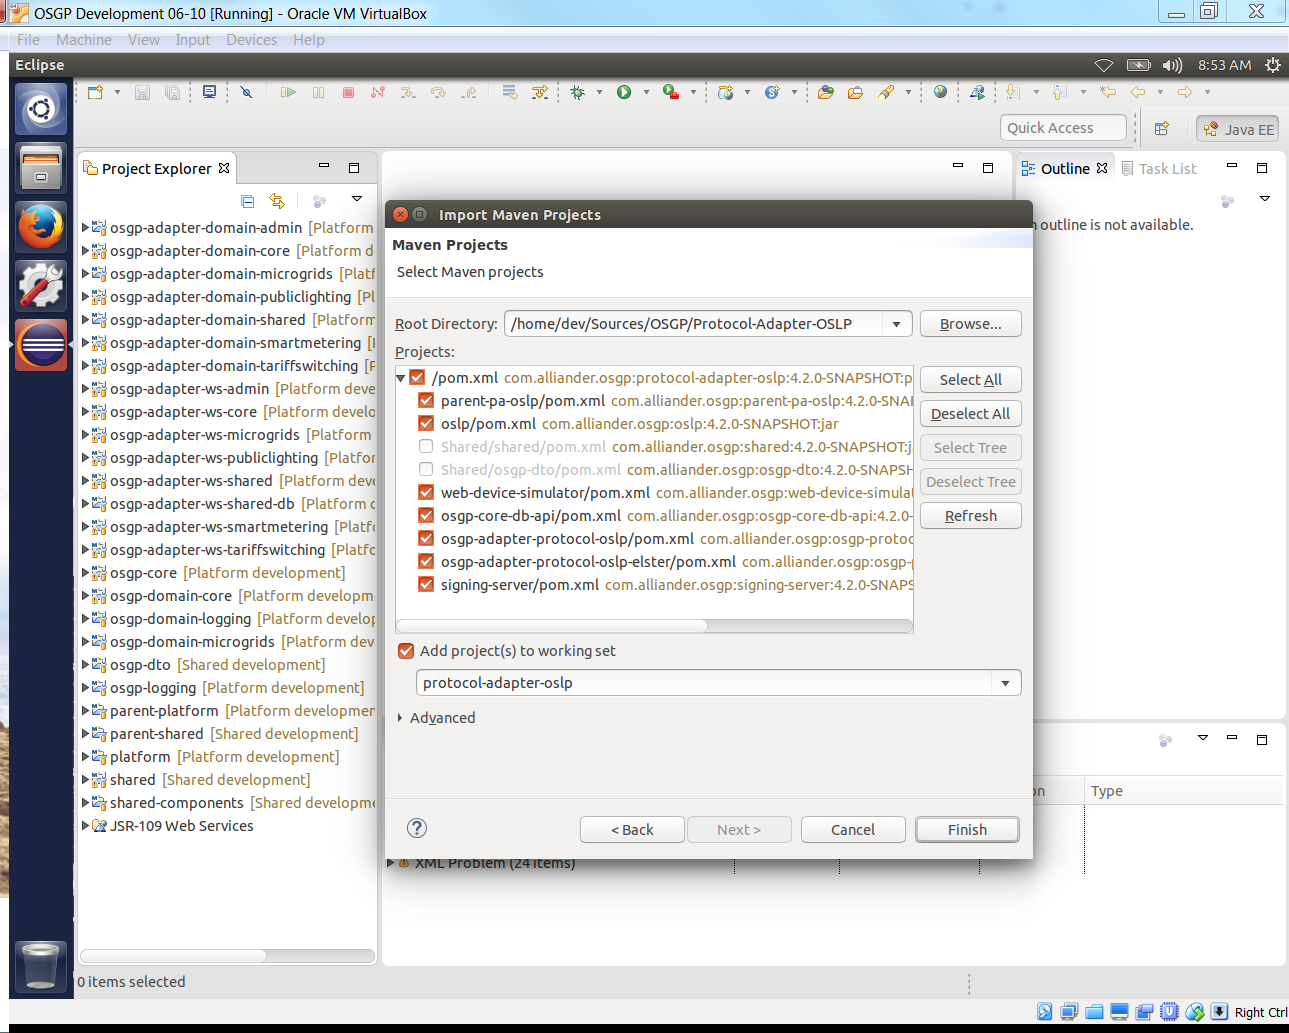 OSGP Development 06-10 [Running] - Oracle VM VirtualBox
File Machine View Input Devices Help
Eclipse 8:53 AM
Quick Access Java EE
Project Explorer Outline Task List
osgp-adapter-domain-admin [Platform
osgp-adapter-domain-core [Platform d
osgp-adapter-domain-microgrids [Platf
osgp-adapter-domain-publiclighting [Pl
osgp-adapter-domain-shared [Platform
osgp-adapter-domain-smartmetering [
osgp-adapter-domain-tariffswitching [P
osgp-adapter-ws-admin [Platform deve
osgp-adapter-ws-core [Platform develo
osgp-adapter-ws-microgrids [Platform
osgp-adapter-ws-publiclighting [Platfor
osgp-adapter-ws-shared [Platform dev
osgp-adapter-ws-shared-db [Platform d
osgp-adapter-ws-smartmetering [Platfo
osgp-adapter-ws-tariffswitching [Platfo
osgp-core [Platform development]
osgp-domain-core [Platform developm
osgp-domain-logging [Platform develo
osgp-domain-microgrids [Platform dev
osgp-dto [Shared development]
osgp-logging [Platform development]
parent-platform [Platform developmen
parent-shared [Shared development]
platform [Platform development]
shared [Shared development]
shared-components [Shared developme
JSR-109 Web Services
outline is not available.
Import Maven Projects
Maven Projects
Select Maven projects
Root Directory: /home/dev/Sources/OSGP/Protocol-Adapter-OSLP Browse...
Projects:
/pom.xml com.alliander.osgp:protocol-adapter-oslp:4.2.0-SNAPSHOT:p
parent-pa-oslp/pom.xml com.alliander.osgp:parent-pa-oslp:4.2.0-SNAP
oslp/pom.xml com.alliander.osgp:oslp:4.2.0-SNAPSHOT:jar
Shared/shared/pom.xml com.alliander.osgp:shared:4.2.0-SNAPSHOT:j
Shared/osgp-dto/pom.xml com.alliander.osgp:osgp-dto:4.2.0-SNAPSH
web-device-simulator/pom.xml com.alliander.osgp:web-device-simula
osgp-core-db-api/pom.xml com.alliander.osgp:osgp-core-db-api:4.2.0-
osgp-adapter-protocol-oslp/pom.xml com.alliander.osgp:osgp-protoc
osgp-adapter-protocol-oslp-elster/pom.xml com.alliander.osgp:osgp-
signing-server/pom.xml com.alliander.osgp:signing-server:4.2.0-SNAPS
Select All
Deselect All
Select Tree
Deselect Tree
Refresh
Add project(s) to working set
protocol-adapter-oslp
Advanced
< Back Next > Cancel Finish
on Type
XML Problem (24 items)
0 items selected
Right Ctrl